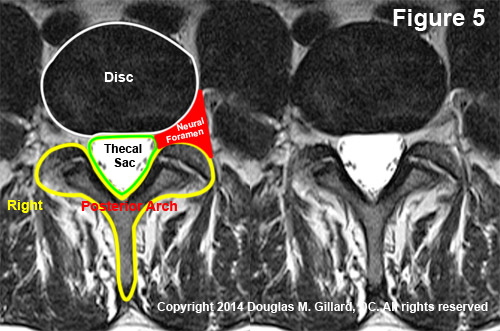 Figure 5
Disc
Neural
Foramen
Thecal
Sac
Right
Posterior Arch
Copyright 2014 Douglas M. Gillard, DC. All rights reserved